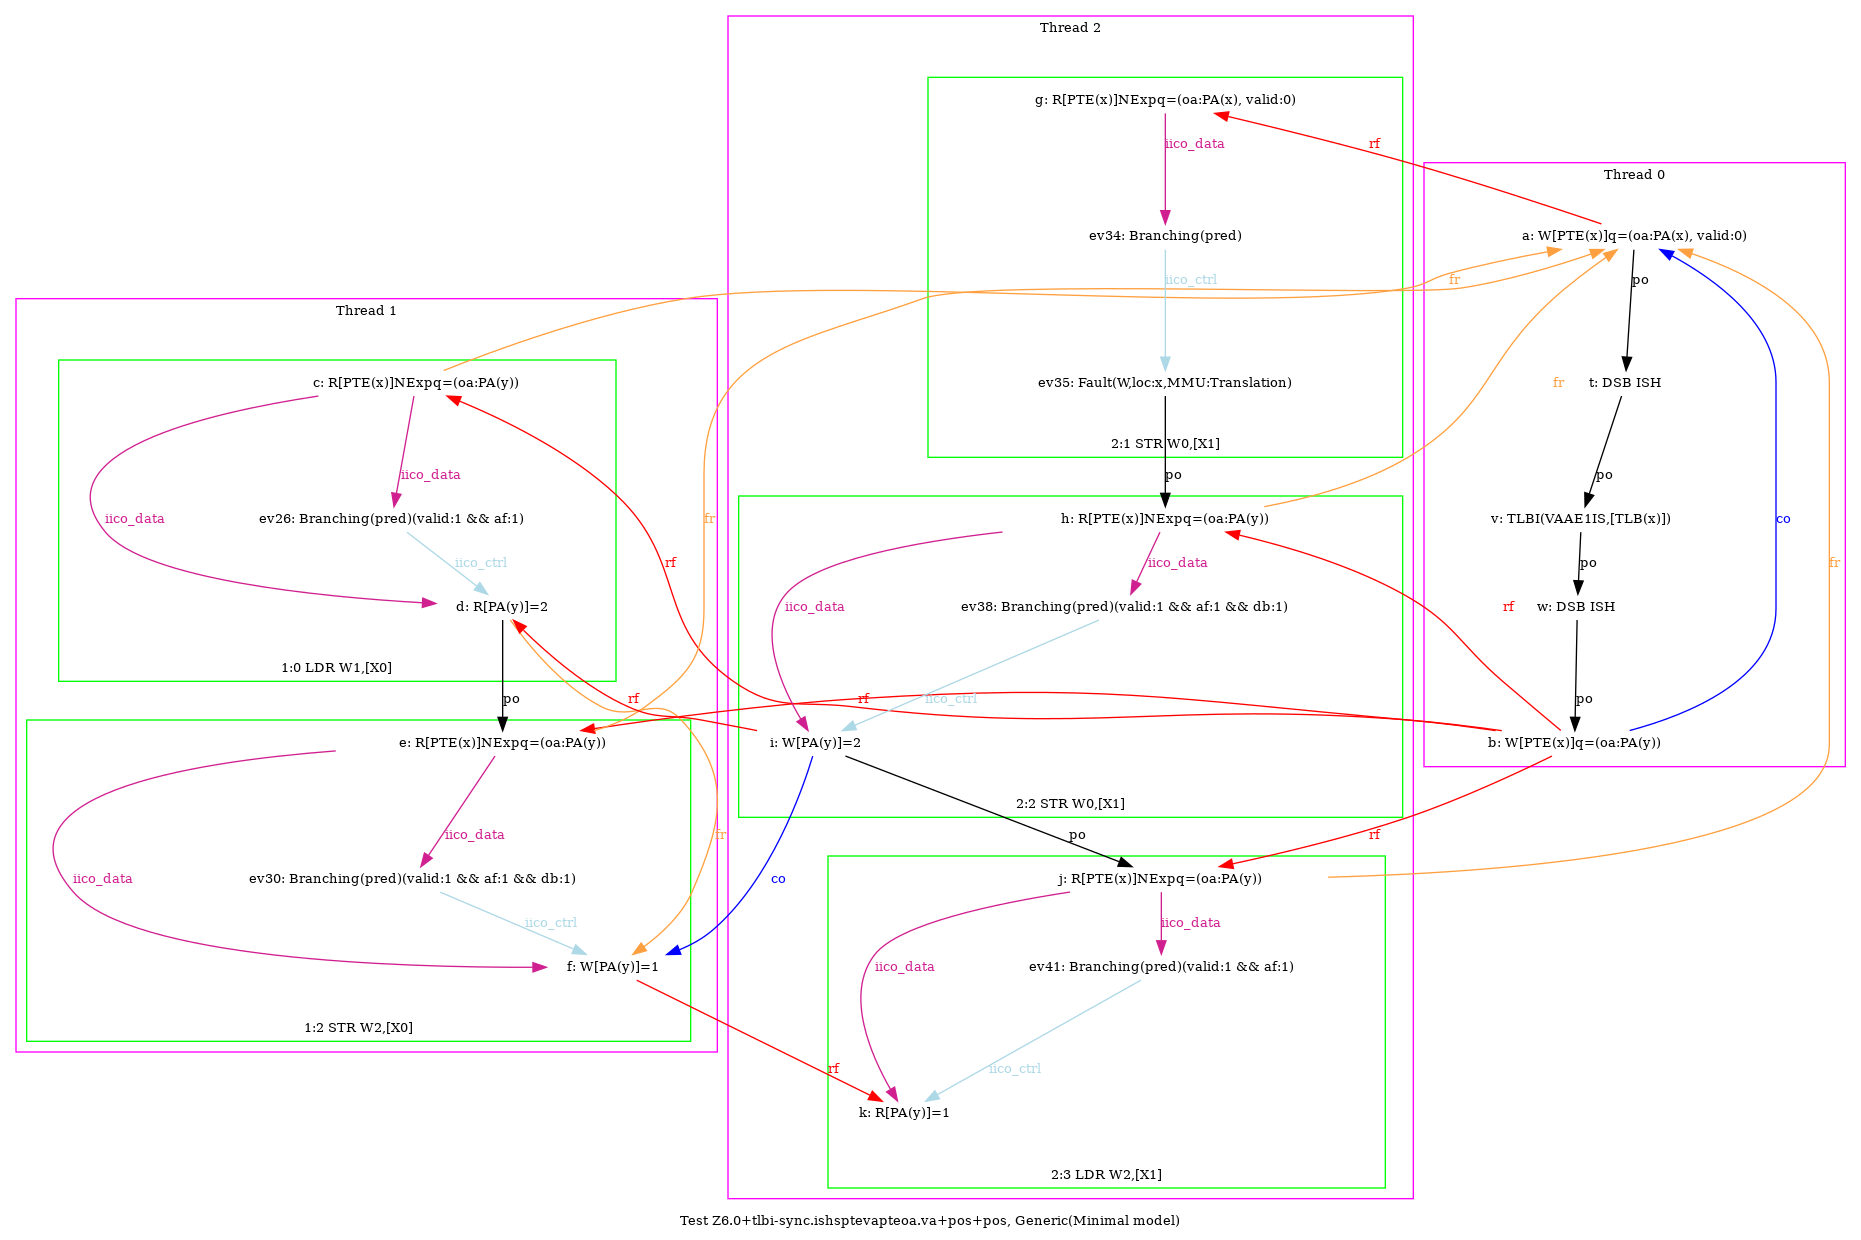 Thread 2
g: R[PTE(x)]NExpq=(oa:PA(x), valid:0)
iico_data
rf
ev34: Branching(pred)
iico_ctrl
fr
ev35: Fault(W,loc:x,MMU:Translation)
fr
2:1 STR W0,[X1]
po
h: R[PTE(x)]NExpq=(oa:PA(y))
iico_data
iico_data
ev38: Branching(pred)(valid:1 && af:1 && db:1)
rf
iico_ctrl
i: W[PA(y)]=2
2:2 STR W0,[X1]
po
co
rf
j: R[PTE(x)]NExpq=(oa:PA(y))
iico_data
iico_data
ev41: Branching(pred)(valid:1 && af:1)
iico_ctrl
rf
k: R[PA(y)]=1
2:3 LDR W2,[X1]
Thread 0
a: W[PTE(x)]q=(oa:PA(x), valid:0)
po
t: DSB ISH
po
v: TLBI(VAAE1IS,[TLB(x)])
co
po
fr
w: DSB ISH
po
b: W[PTE(x)]q=(oa:PA(y))
Thread 1
c: R[PTE(x)]NExpq=(oa:PA(y))
iico_data
iico_data
fr
ev26: Branching(pred)(valid:1 && af:1)
iico_ctrl
rf
d: R[PA(y)]=2
1:0 LDR W1,[X0]
po
rf
rf
e: R[PTE(x)]NExpq=(oa:PA(y))
iico_data
fr
iico_data
ev30: Branching(pred)(valid:1 && af:1 && db:1)
iico_ctrl
f: W[PA(y)]=1
1:2 STR W2,[X0]
Test Z6.0+tlbi-sync.ishsptevapteoa.va+pos+pos, Generic(Minimal model)